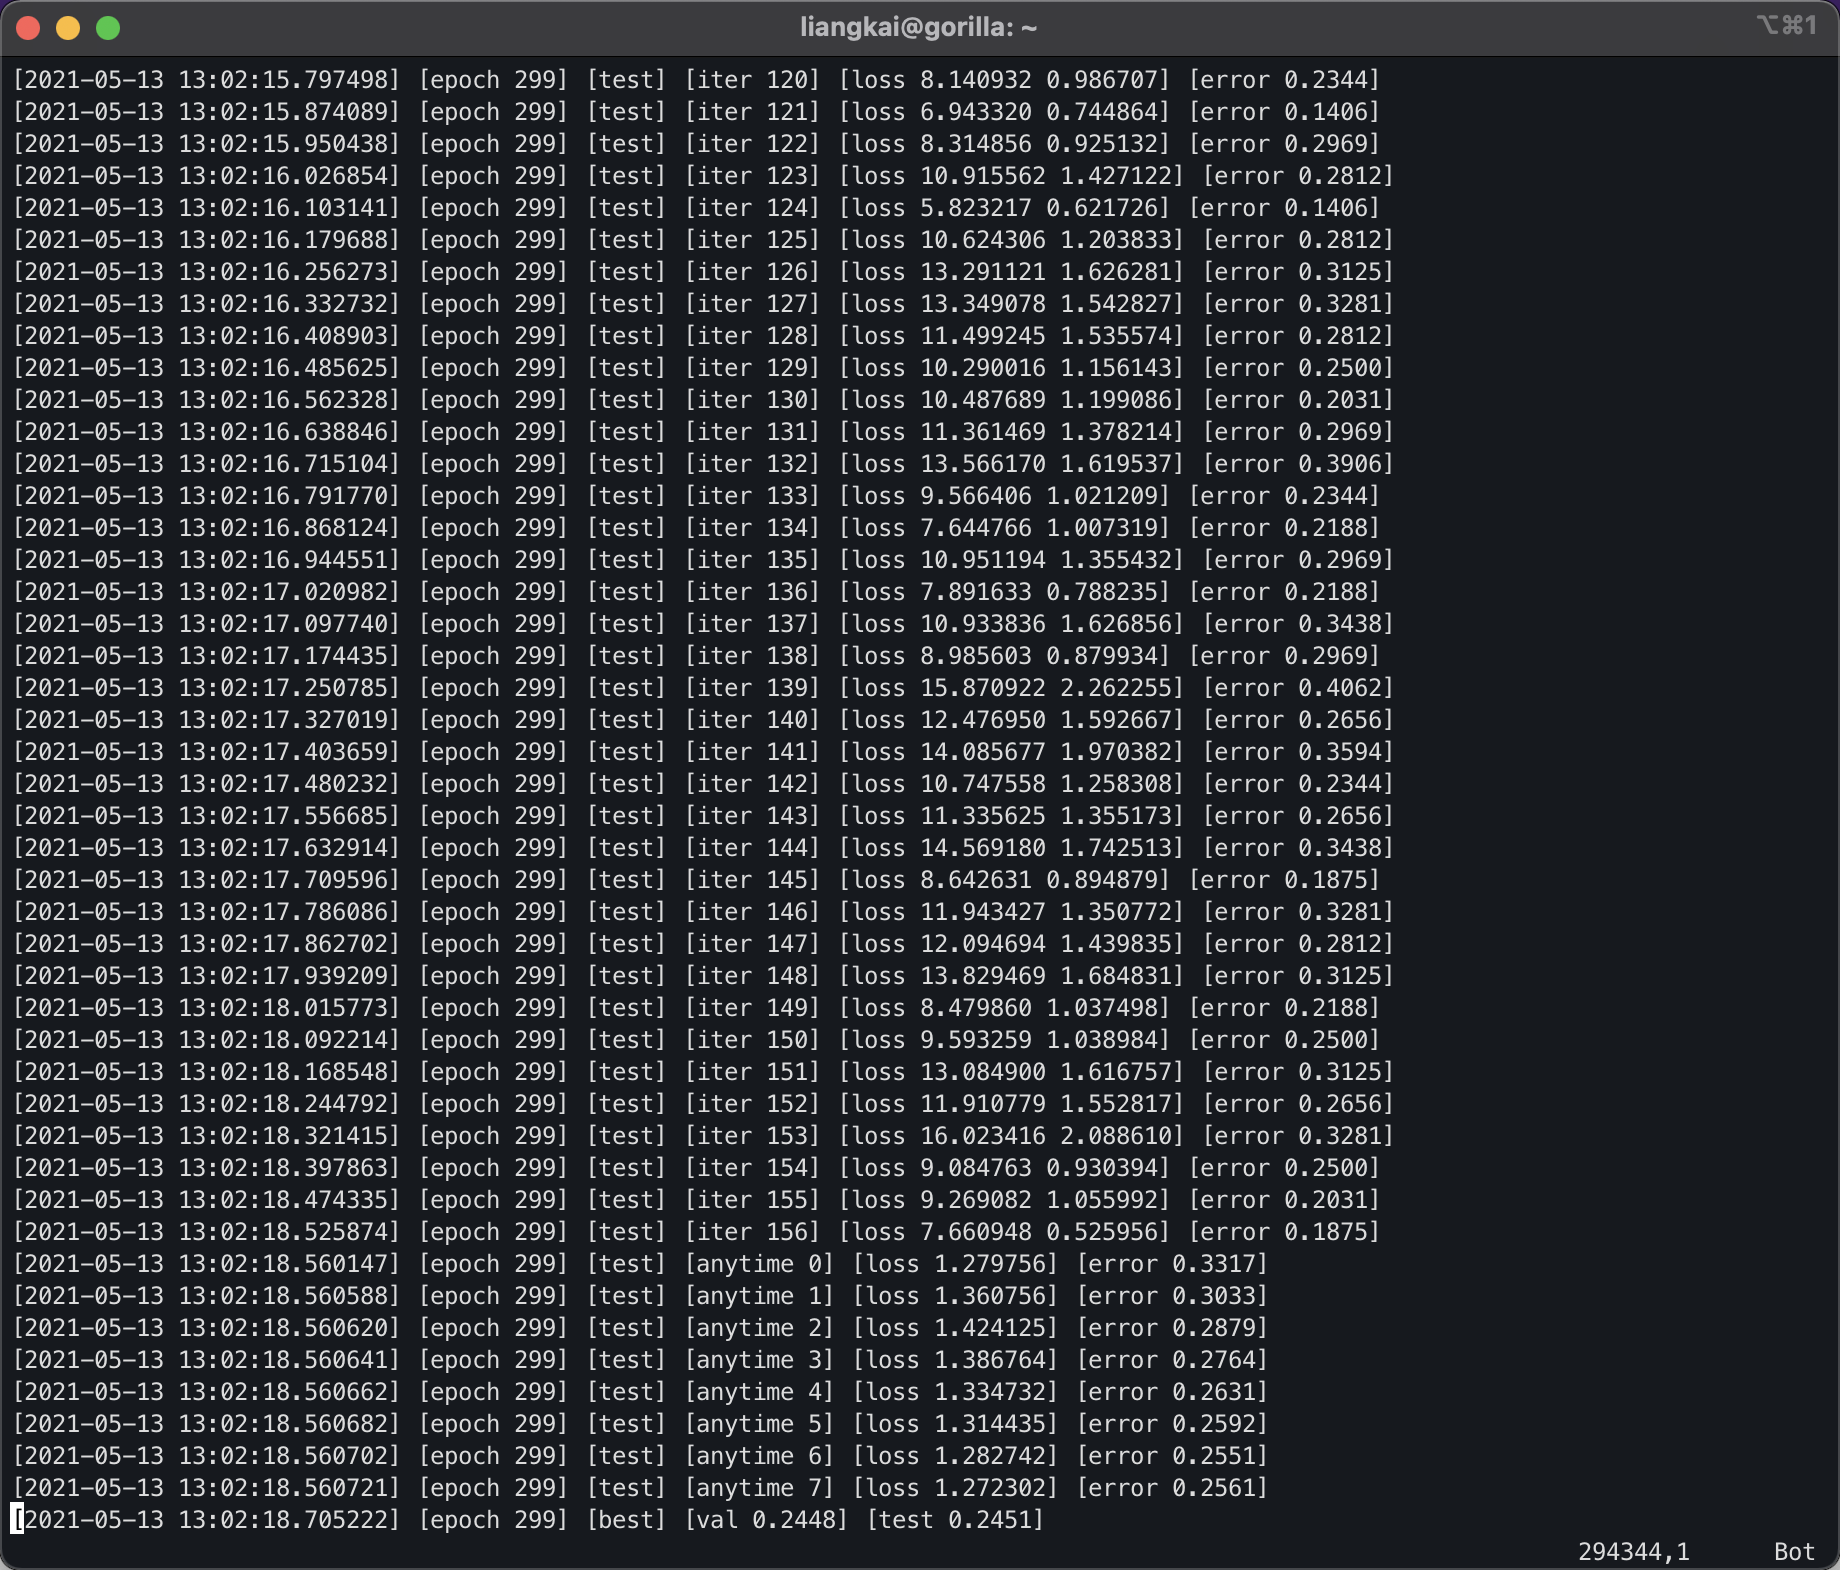 liangkai@gorilla: ~
⌥⌘1
[2021-05-13 13:02:15.797498] [epoch 299] [test] [iter 120] [loss 8.140932 0.986707] [error 0.2344]
[2021-05-13 13:02:15.874089] [epoch 299] [test] [iter 121] [loss 6.943320 0.744864] [error 0.1406]
[2021-05-13 13:02:15.950438] [epoch 299] [test] [iter 122] [loss 8.314856 0.925132] [error 0.2969]
[2021-05-13 13:02:16.026854] [epoch 299] [test] [iter 123] [loss 10.915562 1.427122] [error 0.2812]
[2021-05-13 13:02:16.103141] [epoch 299] [test] [iter 124] [loss 5.823217 0.621726] [error 0.1406]
[2021-05-13 13:02:16.179688] [epoch 299] [test] [iter 125] [loss 10.624306 1.203833] [error 0.2812]
[2021-05-13 13:02:16.256273] [epoch 299] [test] [iter 126] [loss 13.291121 1.626281] [error 0.3125]
[2021-05-13 13:02:16.332732] [epoch 299] [test] [iter 127] [loss 13.349078 1.542827] [error 0.3281]
[2021-05-13 13:02:16.408903] [epoch 299] [test] [iter 128] [loss 11.499245 1.535574] [error 0.2812]
[2021-05-13 13:02:16.485625] [epoch 299] [test] [iter 129] [loss 10.290016 1.156143] [error 0.2500]
[2021-05-13 13:02:16.562328] [epoch 299] [test] [iter 130] [loss 10.487689 1.199086] [error 0.2031]
[2021-05-13 13:02:16.638846] [epoch 299] [test] [iter 131] [loss 11.361469 1.378214] [error 0.2969]
[2021-05-13 13:02:16.715104] [epoch 299] [test] [iter 132] [loss 13.566170 1.619537] [error 0.3906]
[2021-05-13 13:02:16.791770] [epoch 299] [test] [iter 133] [loss 9.566406 1.021209] [error 0.2344]
[2021-05-13 13:02:16.868124] [epoch 299] [test] [iter 134] [loss 7.644766 1.007319] [error 0.2188]
[2021-05-13 13:02:16.944551] [epoch 299] [test] [iter 135] [loss 10.951194 1.355432] [error 0.2969]
[2021-05-13 13:02:17.020982] [epoch 299] [test] [iter 136] [loss 7.891633 0.788235] [error 0.2188]
[2021-05-13 13:02:17.097740] [epoch 299] [test] [iter 137] [loss 10.933836 1.626856] [error 0.3438]
[2021-05-13 13:02:17.174435] [epoch 299] [test] [iter 138] [loss 8.985603 0.879934] [error 0.2969]
[2021-05-13 13:02:17.250785] [epoch 299] [test] [iter 139] [loss 15.870922 2.262255] [error 0.4062]
[2021-05-13 13:02:17.327019] [epoch 299] [test] [iter 140] [loss 12.476950 1.592667] [error 0.2656]
[2021-05-13 13:02:17.403659] [epoch 299] [test] [iter 141] [loss 14.085677 1.970382] [error 0.3594]
[2021-05-13 13:02:17.480232] [epoch 299] [test] [iter 142] [loss 10.747558 1.258308] [error 0.2344]
[2021-05-13 13:02:17.556685] [epoch 299] [test] [iter 143] [loss 11.335625 1.355173] [error 0.2656]
[2021-05-13 13:02:17.632914] [epoch 299] [test] [iter 144] [loss 14.569180 1.742513] [error 0.3438]
[2021-05-13 13:02:17.709596] [epoch 299] [test] [iter 145] [loss 8.642631 0.894879] [error 0.1875]
[2021-05-13 13:02:17.786086] [epoch 299] [test] [iter 146] [loss 11.943427 1.350772] [error 0.3281]
[2021-05-13 13:02:17.862702] [epoch 299] [test] [iter 147] [loss 12.094694 1.439835] [error 0.2812]
[2021-05-13 13:02:17.939209] [epoch 299] [test] [iter 148] [loss 13.829469 1.684831] [error 0.3125]
[2021-05-13 13:02:18.015773] [epoch 299] [test] [iter 149] [loss 8.479860 1.037498] [error 0.2188]
[2021-05-13 13:02:18.092214] [epoch 299] [test] [iter 150] [loss 9.593259 1.038984] [error 0.2500]
[2021-05-13 13:02:18.168548] [epoch 299] [test] [iter 151] [loss 13.084900 1.616757] [error 0.3125]
[2021-05-13 13:02:18.244792] [epoch 299] [test] [iter 152] [loss 11.910779 1.552817] [error 0.2656]
[2021-05-13 13:02:18.321415] [epoch 299] [test] [iter 153] [loss 16.023416 2.088610] [error 0.3281]
[2021-05-13 13:02:18.397863] [epoch 299] [test] [iter 154] [loss 9.084763 0.930394] [error 0.2500]
[2021-05-13 13:02:18.474335] [epoch 299] [test] [iter 155] [loss 9.269082 1.055992] [error 0.2031]
[2021-05-13 13:02:18.525874] [epoch 299] [test] [iter 156] [loss 7.660948 0.525956] [error 0.1875]
[2021-05-13 13:02:18.560147] [epoch 299] [test] [anytime 0] [loss 1.279756] [error 0.3317]
[2021-05-13 13:02:18.560588] [epoch 299] [test] [anytime 1] [loss 1.360756] [error 0.3033]
[2021-05-13 13:02:18.560620] [epoch 299] [test] [anytime 2] [loss 1.424125] [error 0.2879]
[2021-05-13 13:02:18.560641] [epoch 299] [test] [anytime 3] [loss 1.386764] [error 0.2764]
[2021-05-13 13:02:18.560662] [epoch 299] [test] [anytime 4] [loss 1.334732] [error 0.2631]
[2021-05-13 13:02:18.560682] [epoch 299] [test] [anytime 5] [loss 1.314435] [error 0.2592]
[2021-05-13 13:02:18.560702] [epoch 299] [test] [anytime 6] [loss 1.282742] [error 0.2551]
[2021-05-13 13:02:18.560721] [epoch 299] [test] [anytime 7] [loss 1.272302] [error 0.2561]
[2021-05-13 13:02:18.705222] [epoch 299] [best] [val 0.2448] [test 0.2451]
294344,1 Bot